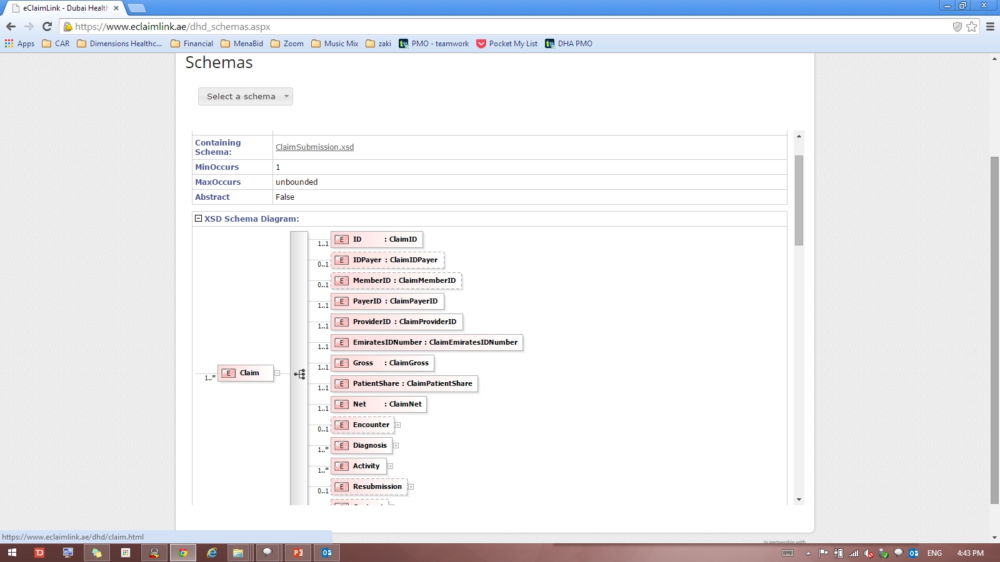 eClaimLink - Dubai Health
https://www.eclaimlink.ae/dhd_schemas.aspx
Apps CAR Dimensions Healthc... Financial MenaBid Zoom Music Mix zaki PMO - teamwork Pocket My List DHA PMO
Schemas
Select a schema
Containing Schema: ClaimSubmission.xsd
MinOccurs 1
MaxOccurs unbounded
Abstract False
XSD Schema Diagram:
1..* E Claim
1..1 E ID : ClaimID
0..1 E IDPayer : ClaimIDPayer
0..1 E MemberID : ClaimMemberID
1..1 E PayerID : ClaimPayerID
1..1 E ProviderID : ClaimProviderID
1..1 E EmiratesIDNumber : ClaimEmiratesIDNumber
1..1 E Gross : ClaimGross
1..1 E PatientShare : ClaimPatientShare
1..1 E Net : ClaimNet
0..1 E Encounter
1..* E Diagnosis
1..* E Activity
0..1 E Resubmission
https://www.eclaimlink.ae/dhd/claim.html
in partnership with
ENG 4:43 PM